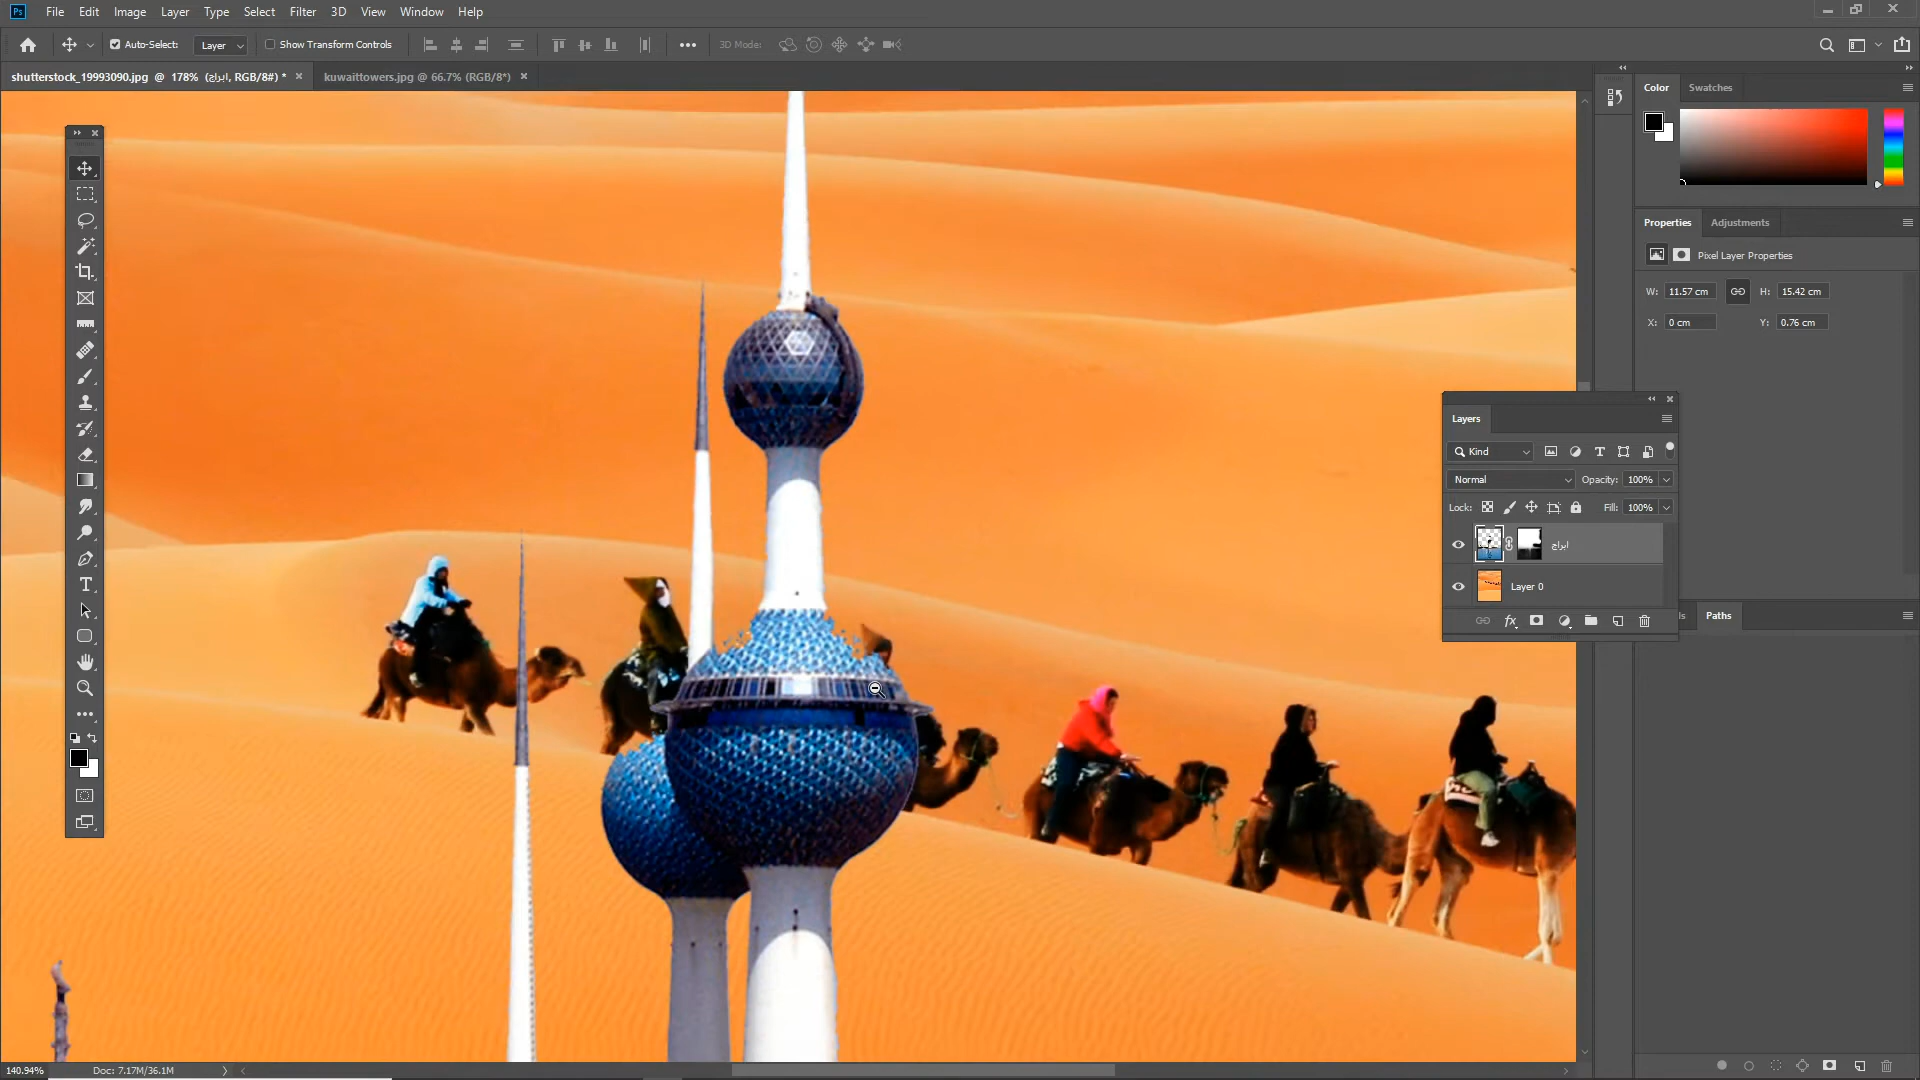 Ps File Edit Image Layer Type Select Filter 3D View Window Help
Auto-Select: Layer Show Transform Controls 3D Mode:
shutterstock_19993090.jpg @ 178% (ابراج, RGB/8#) *
kuwaittowers.jpg @ 66.7% (RGB/8*)
Color Swatches
Properties Adjustments
Pixel Layer Properties
W: 11.57 cm H: 15.42 cm
X: 0 cm Y: 0.76 cm
Layers
Kind
Normal Opacity: 100%
Lock: Fill: 100%
ابراج
Layer 0
fx
Paths
140.94% Doc: 7.17M/36.1M